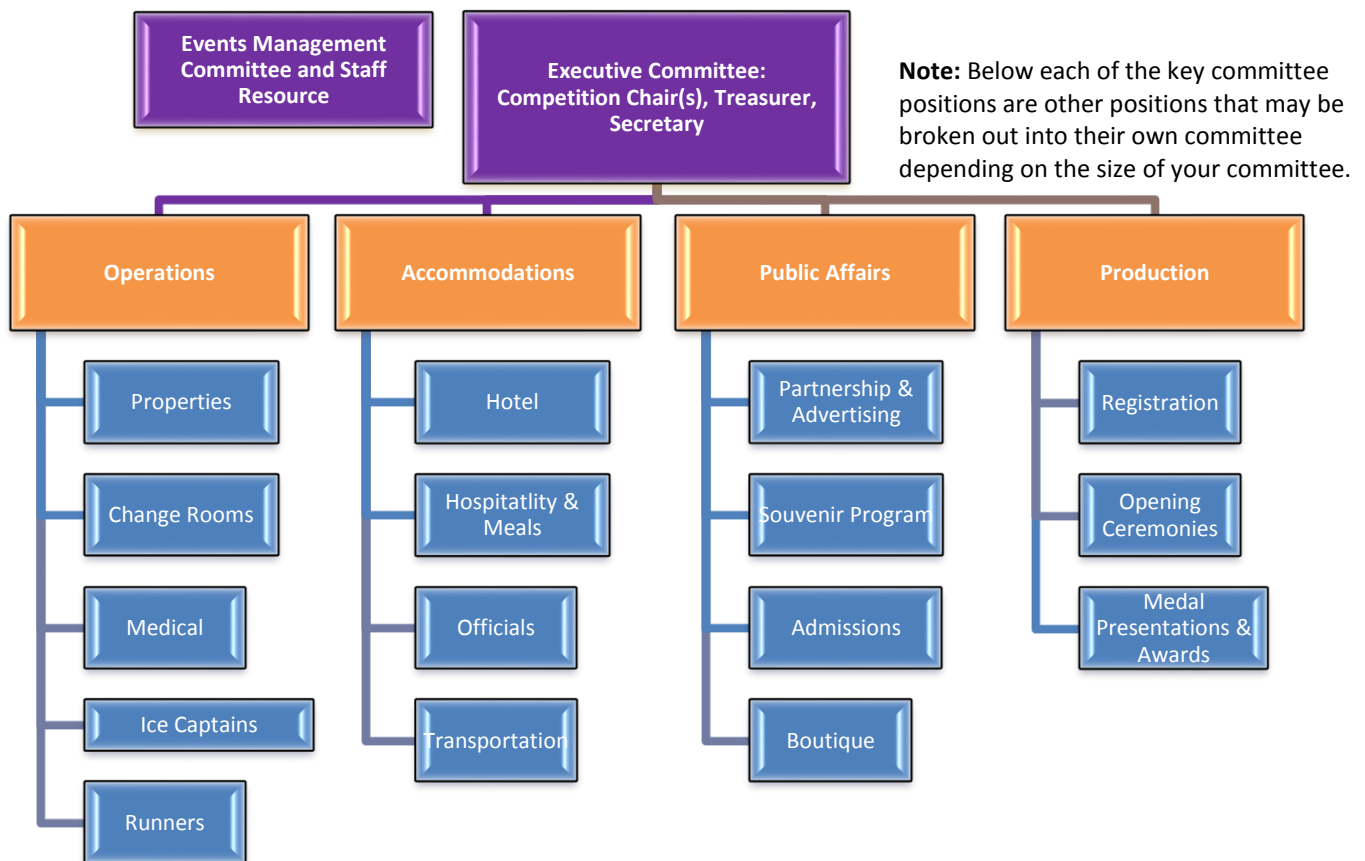 Events Management
Committee and Staff
Resource
Executive Committee:
Competition Chair(s), Treasurer,
Secretary
Note: Below each of the key committee
positions are other positions that may be
broken out into their own committee
depending on the size of your committee.
Operations
Accommodations
Public Affairs
Production
Properties
Change Rooms
Medical
Ice Captains
Runners
Hotel
Hospitatlity &
Meals
Officials
Transportation
Partnership &
Advertising
Souvenir Program
Admissions
Boutique
Registration
Opening
Ceremonies
Medal
Presentations &
Awards